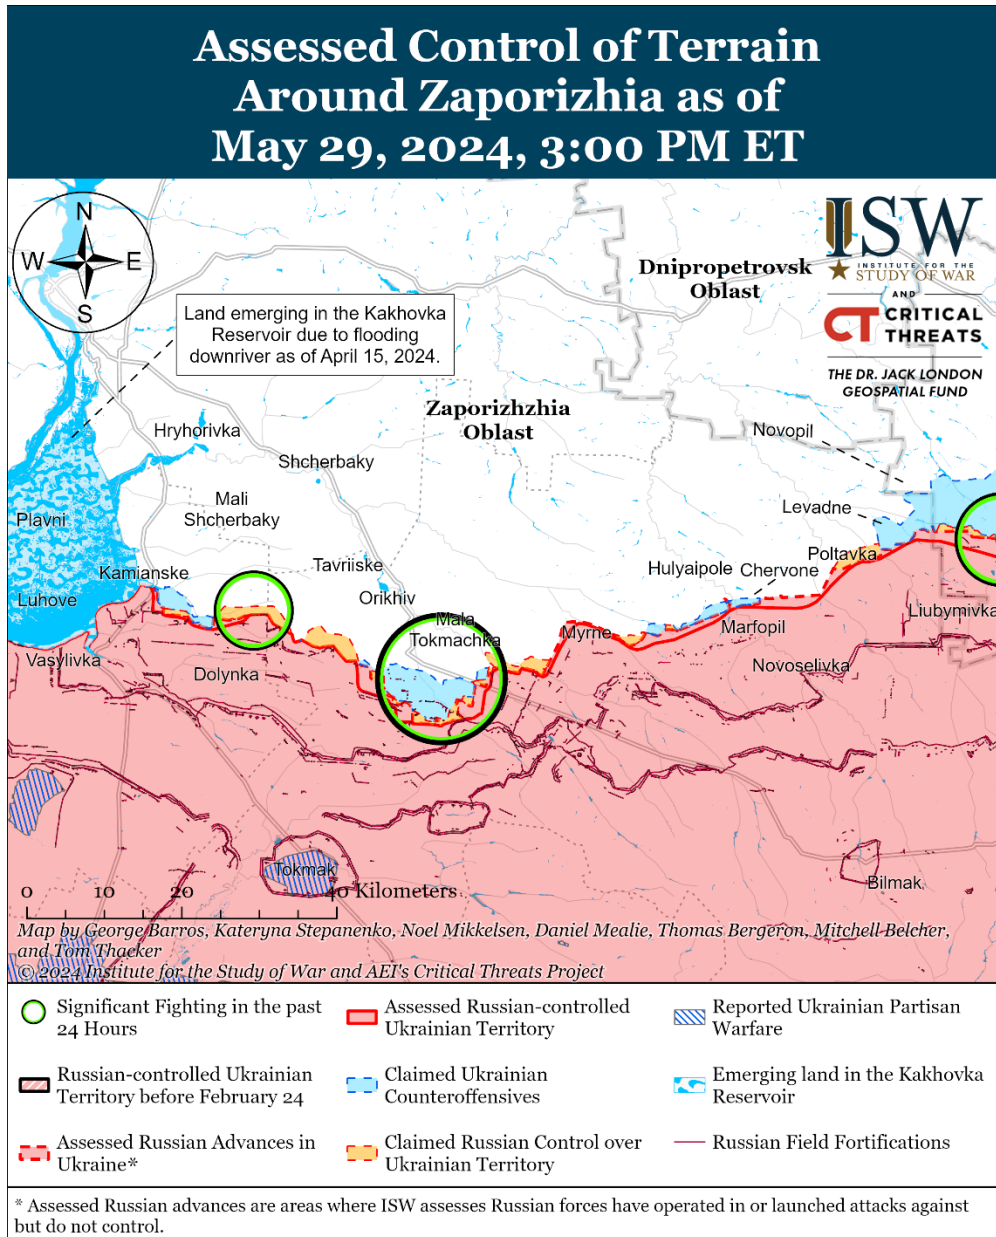 Assessed Control of Terrain
Around Zaporizhia as of
May 29, 2024, 3:00 PM ET
N
W
E
S
ISW
INSTITUTE FOR THE
STUDY OF WAR
AND
CT CRITICAL
THREATS
THE DR. JACK LONDON
GEOSPATIAL FUND
Dnipropetrovsk
Oblast
Land emerging in the Kakhovka
Reservoir due to flooding
downriver as of April 15, 2024.
Zaporizhzhia
Oblast
Hryhorivka
Novopil
Shcherbaky
Mali
Shcherbaky
Levadne
Plavni
Poltavka
Tavriiske
Kamianske
Hulyaipole
Chervone
Luhove
Orikhiv
Liubymivka
Mala
Tokmachka
Myrne
Marfopil
Vasylivka
Dolynka
Novoselivka
Tokmak
Bilmak
0 10 20 40 Kilometers
Map by George Barros, Kateryna Stepanenko, Noel Mikkelsen, Daniel Mealie, Thomas Bergeron, Mitchell Belcher,
and Tom Thacker
© 2024 Institute for the Study of War and AEI's Critical Threats Project
Significant Fighting in the past
24 Hours
Assessed Russian-controlled
Ukrainian Territory
Reported Ukrainian Partisan
Warfare
Russian-controlled Ukrainian
Territory before February 24
Claimed Ukrainian
Counteroffensives
Emerging land in the Kakhovka
Reservoir
Assessed Russian Advances in
Ukraine*
Claimed Russian Control over
Ukrainian Territory
Russian Field Fortifications
* Assessed Russian advances are areas where ISW assesses Russian forces have operated in or launched attacks against
but do not control.